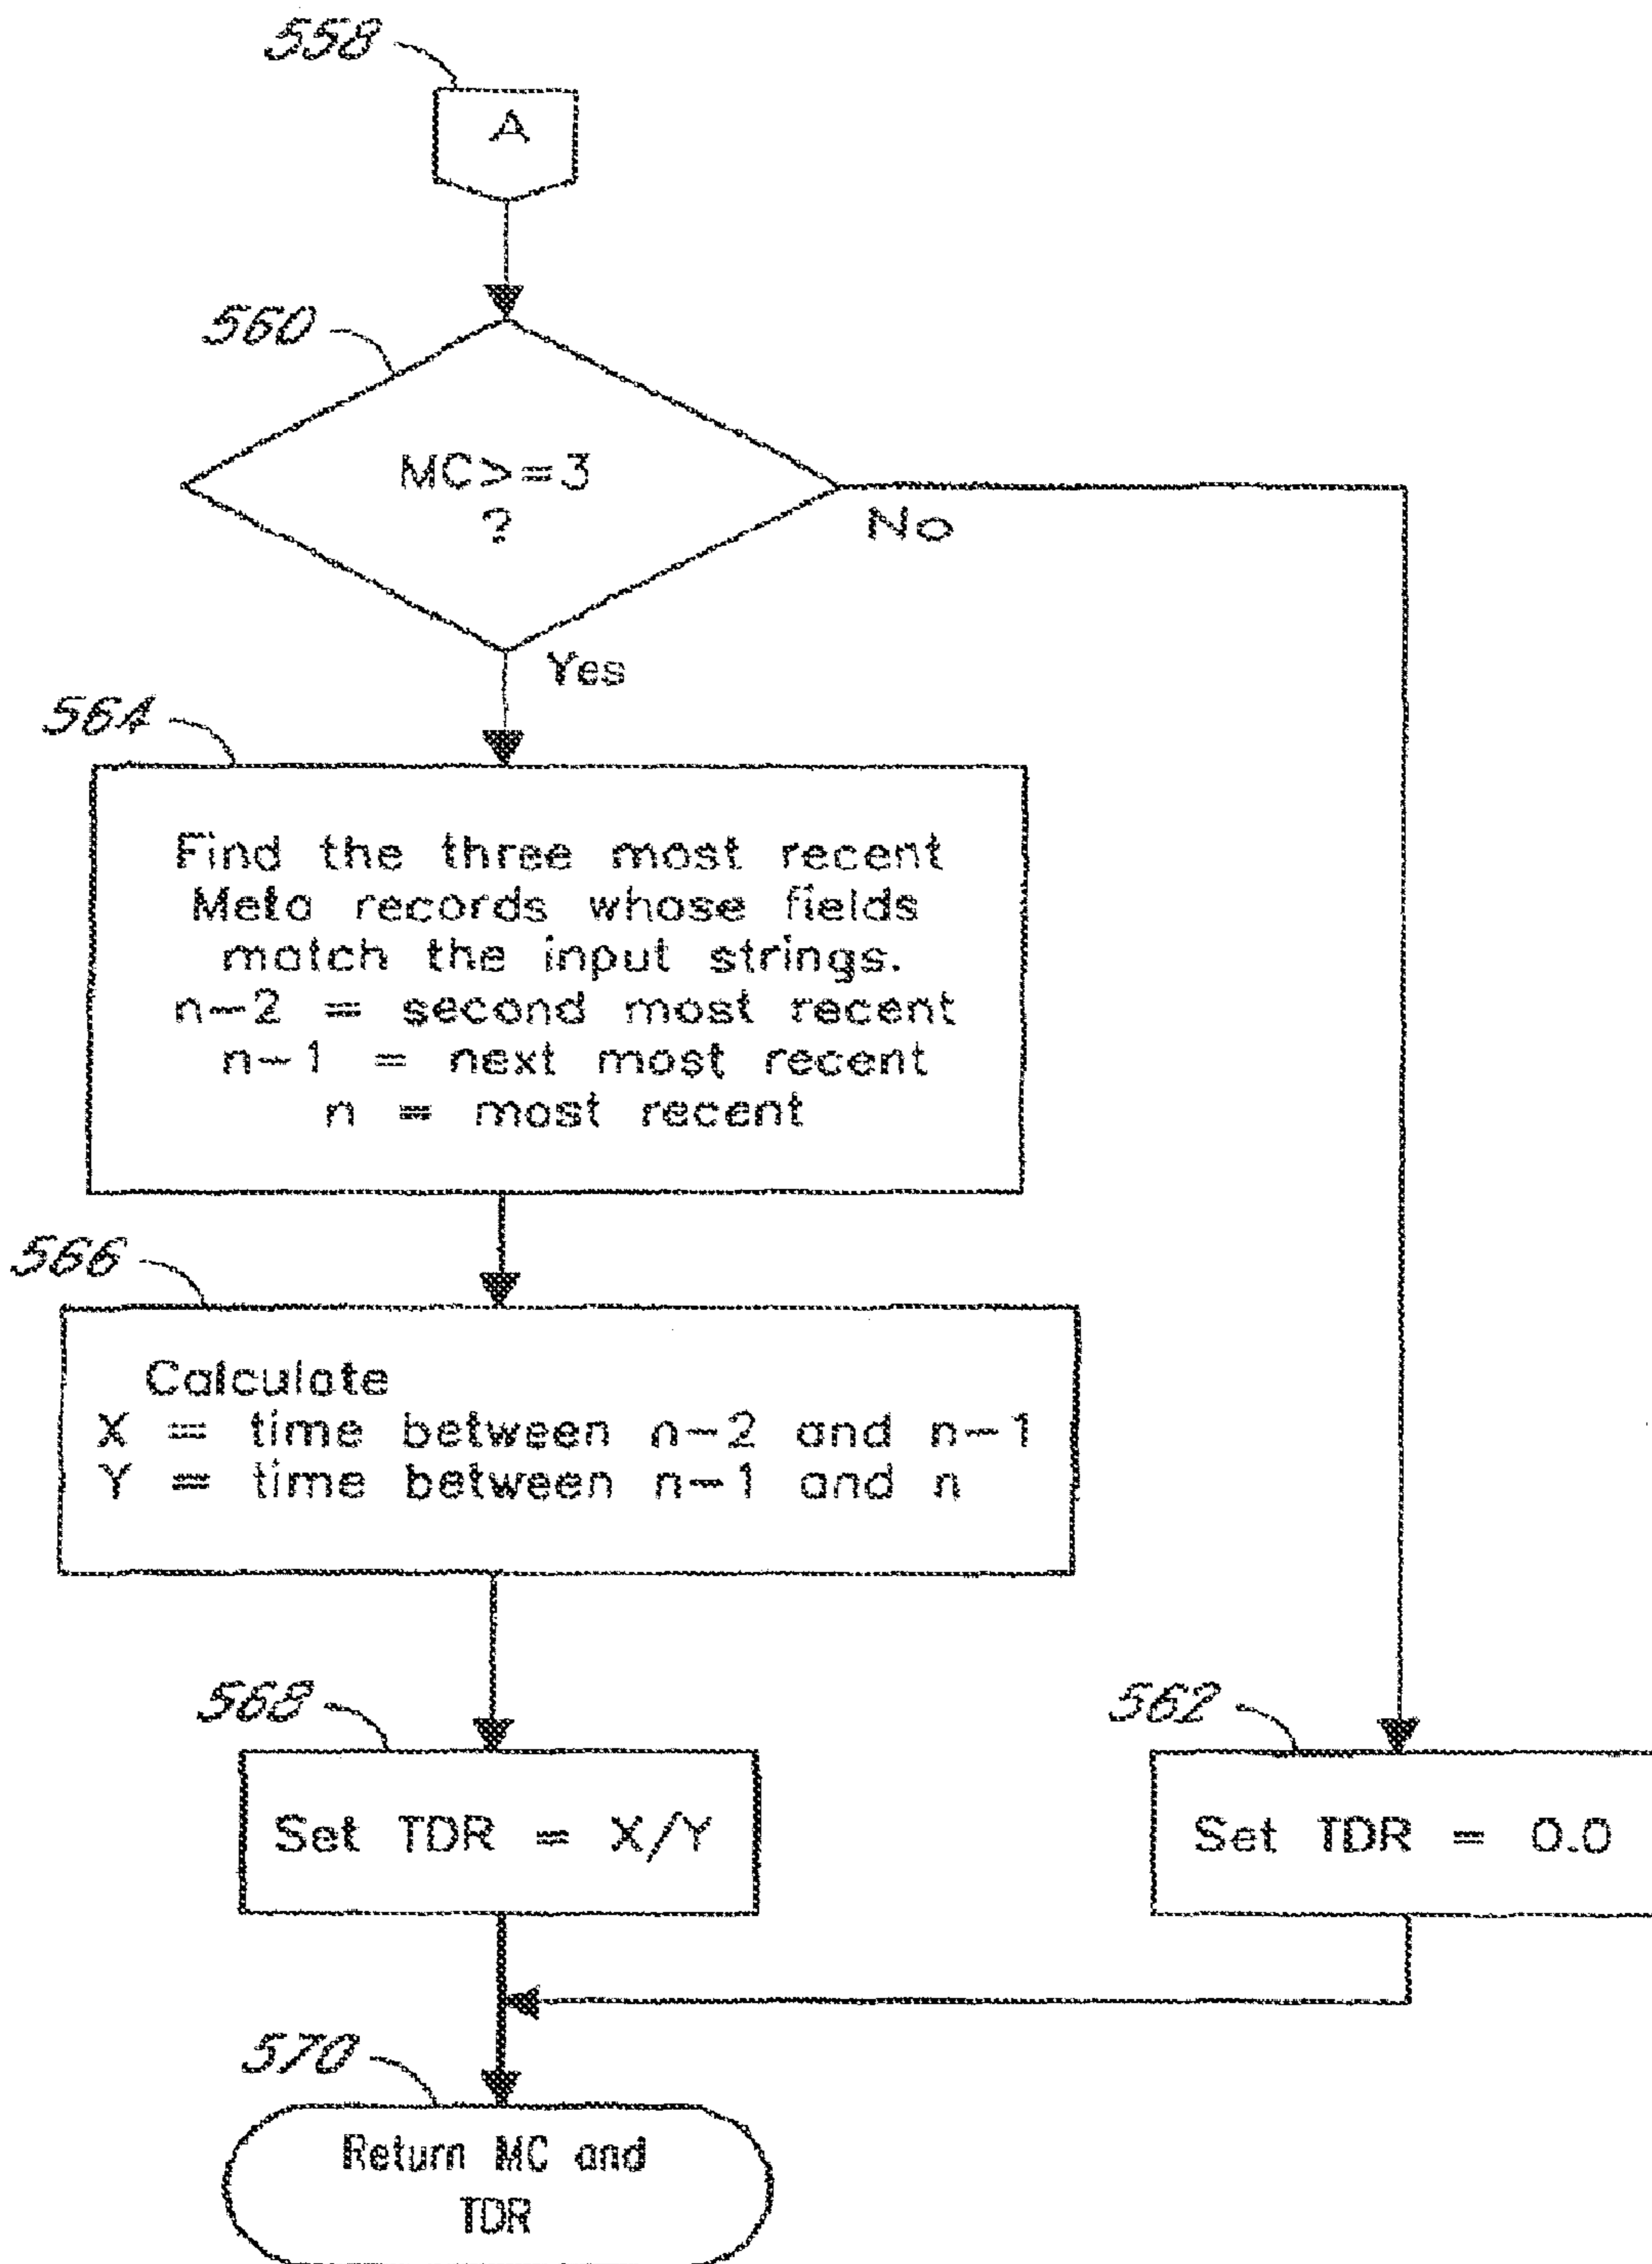 558
A
560
MC>=3
?
No
Yes
564
Find the three most recent
Meta records whose fields
match the input strings.
n-2 = second most recent
n-1 = next most recent
n = most recent
566
Calculate
X = time between n-2 and n-1
Y = time between n-1 and n
568
Set TDR = X/Y
562
Set TDR = 0.0
570
Return MC and
TDR